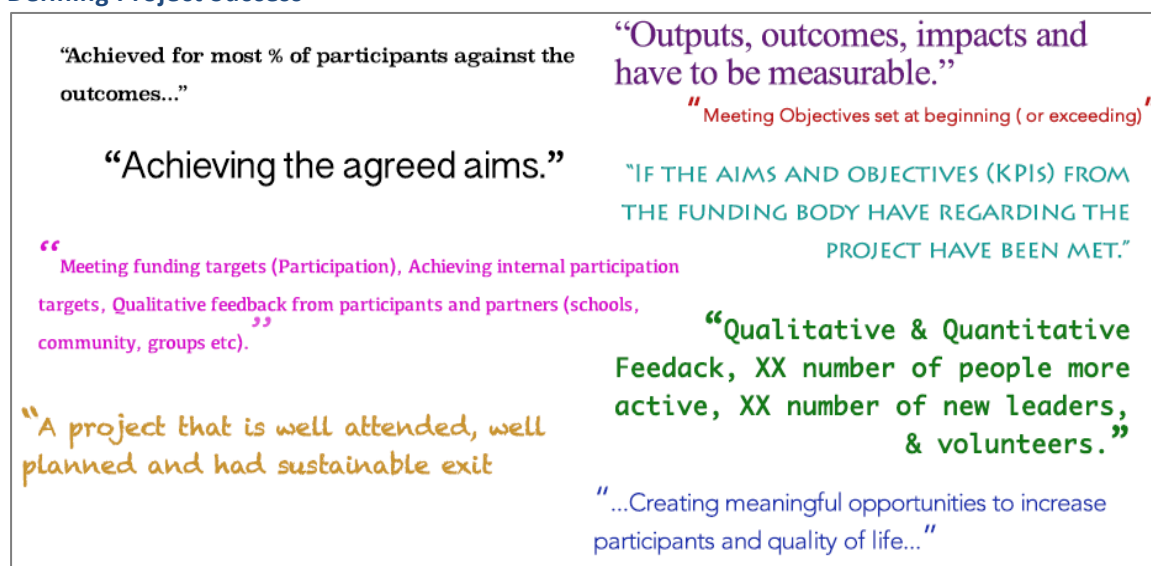 Defining Project Success
“Achieved for most % of participants against the
outcomes...”
“Achieving the agreed aims.”
“Meeting funding targets (Participation), Achieving internal participation
targets, Qualitative feedback from participants and partners (schools,
community, groups etc).”
“A project that is well attended, well
planned and had sustainable exit
“Outputs, outcomes, impacts and
have to be measurable.”
“Meeting Objectives set at beginning ( or exceeding)”
“IF THE AIMS AND OBJECTIVES (KPIS) FROM
THE FUNDING BODY HAVE REGARDING THE
PROJECT HAVE BEEN MET.”
“Qualitative & Quantitative
Feedack, XX number of people more
active, XX number of new leaders,
& volunteers.”
“...Creating meaningful opportunities to increase
participants and quality of life...”